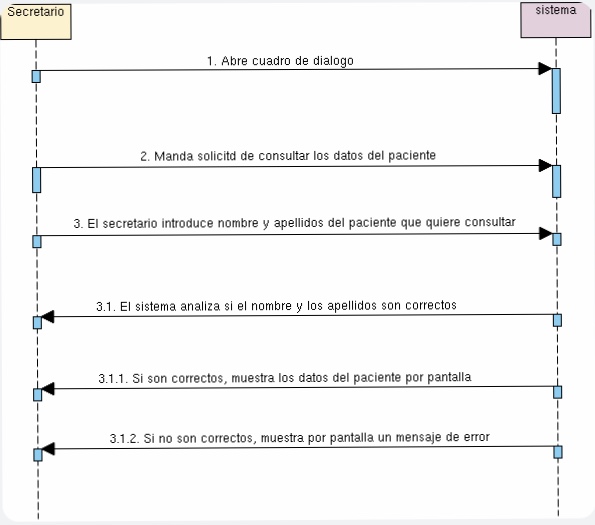 Secretario
sistema
1. Abre cuadro de dialogo
2. Manda solicitd de consultar los datos del paciente
3. El secretario introduce nombre y apellidos del paciente que quiere consultar
3.1. El sistema analiza si el nombre y los apellidos son correctos
3.1.1. Si son correctos, muestra los datos del paciente por pantalla
3.1.2. Si no son correctos, muestra por pantalla un mensaje de error